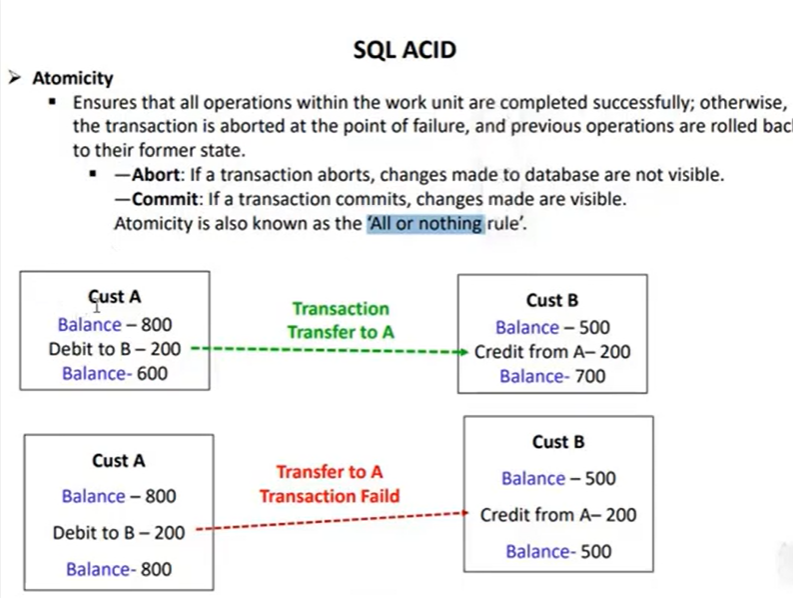 SQL ACID
➢ Atomicity
▪ Ensures that all operations within the work unit are completed successfully; otherwise,
the transaction is aborted at the point of failure, and previous operations are rolled bac
to their former state.
▪ —Abort: If a transaction aborts, changes made to database are not visible.
—Commit: If a transaction commits, changes made are visible.
Atomicity is also known as the ‘All or nothing rule’.
Cust A
Balance – 800
Debit to B – 200
Balance- 600
Transaction
Transfer to A
Cust B
Balance – 500
Credit from A– 200
Balance- 700
Cust A
Balance – 800
Debit to B – 200
Balance- 800
Transfer to A
Transaction Faild
Cust B
Balance – 500
Credit from A– 200
Balance- 500